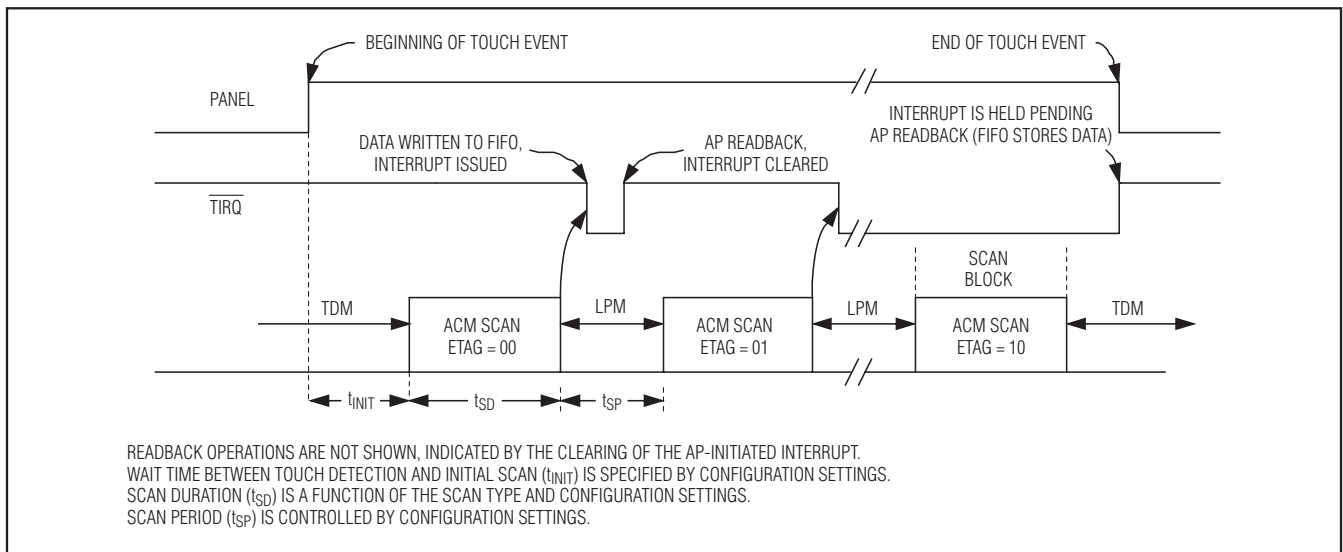 BEGINNING OF TOUCH EVENT
END OF TOUCH EVENT
PANEL
INTERRUPT IS HELD PENDING
AP READBACK (FIFO STORES DATA)
DATA WRITTEN TO FIFO,
INTERRUPT ISSUED
AP READBACK,
INTERRUPT CLEARED
TIRQ
SCAN
BLOCK
TDM
ACM SCAN
ETAG = 00
LPM
ACM SCAN
ETAG = 01
LPM
ACM SCAN
ETAG = 10
TDM
tINIT
tSD
tSP
READBACK OPERATIONS ARE NOT SHOWN, INDICATED BY THE CLEARING OF THE AP-INITIATED INTERRUPT.
WAIT TIME BETWEEN TOUCH DETECTION AND INITIAL SCAN (tINIT) IS SPECIFIED BY CONFIGURATION SETTINGS.
SCAN DURATION (tSD) IS A FUNCTION OF THE SCAN TYPE AND CONFIGURATION SETTINGS.
SCAN PERIOD (tSP) IS CONTROLLED BY CONFIGURATION SETTINGS.